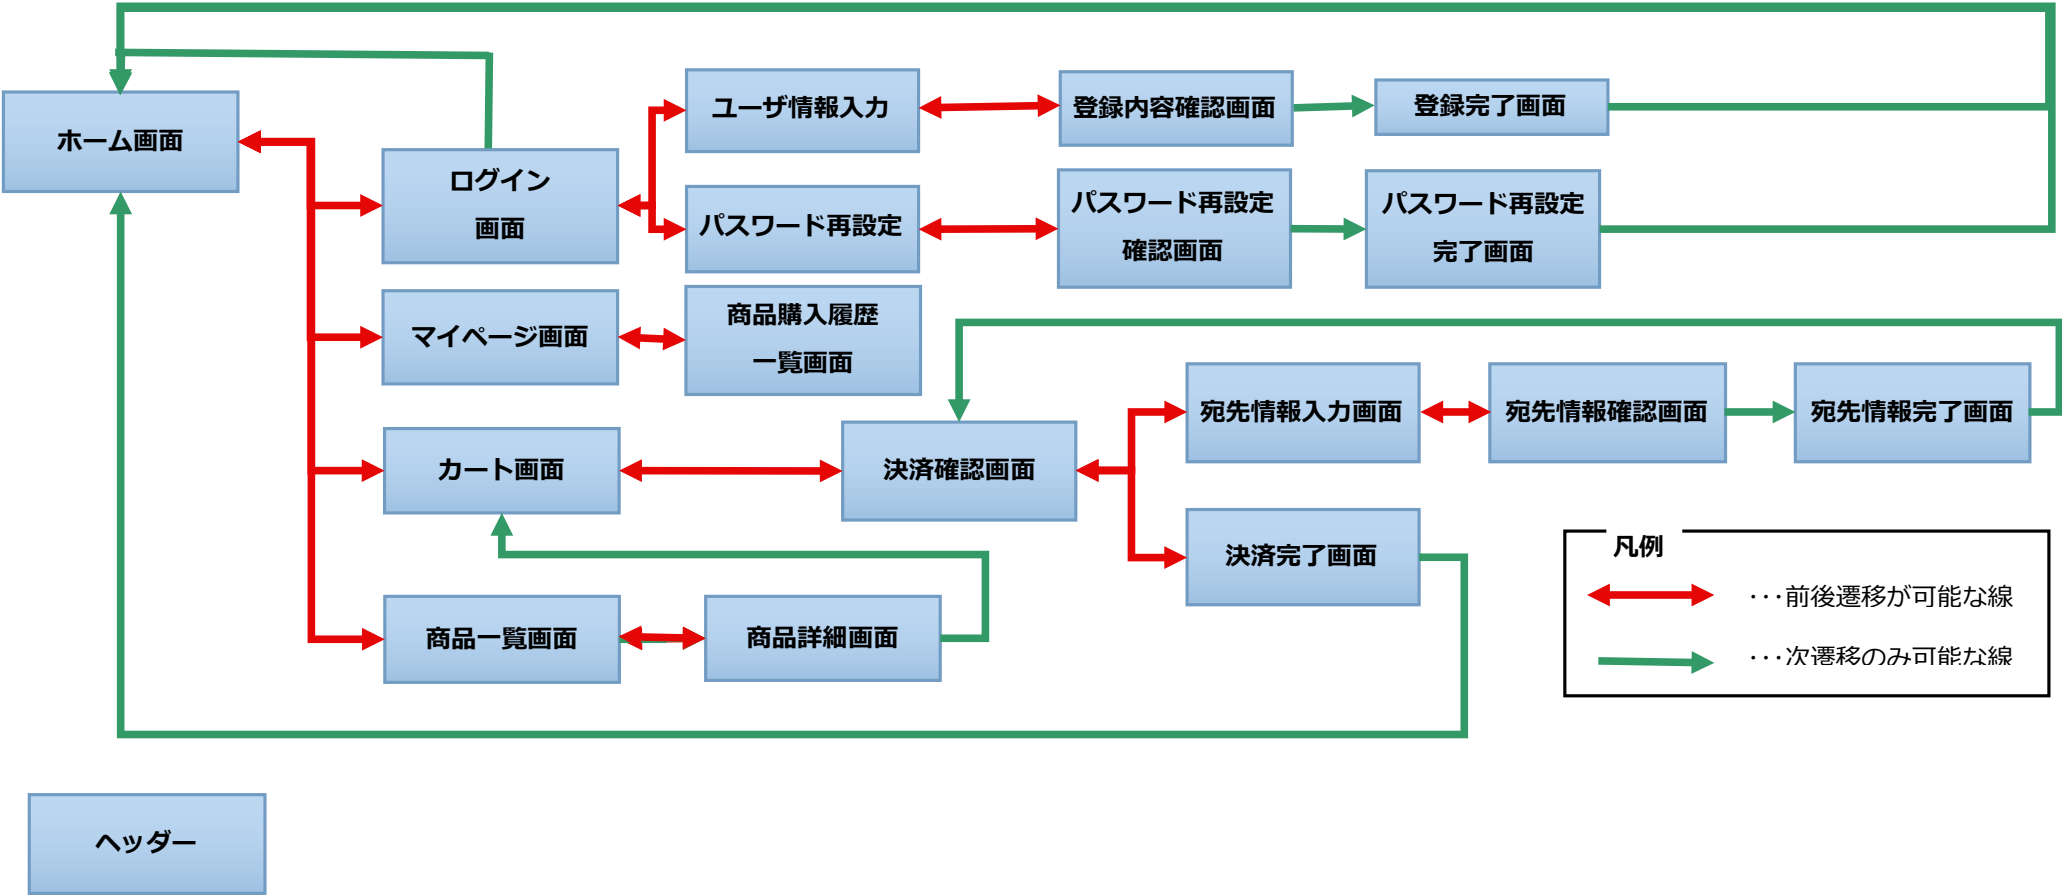 ホーム画面
ログイン
画面
ユーザ情報入力
登録内容確認画面
登録完了画面
パスワード再設定
パスワード再設定
確認画面
パスワード再設定
完了画面
マイページ画面
商品購入履歴
一覧画面
カート画面
決済確認画面
宛先情報入力画面
宛先情報確認画面
宛先情報完了画面
決済完了画面
商品一覧画面
商品詳細画面
凡例
･･･前後遷移が可能な線
･･･次遷移のみ可能な線
ヘッダー